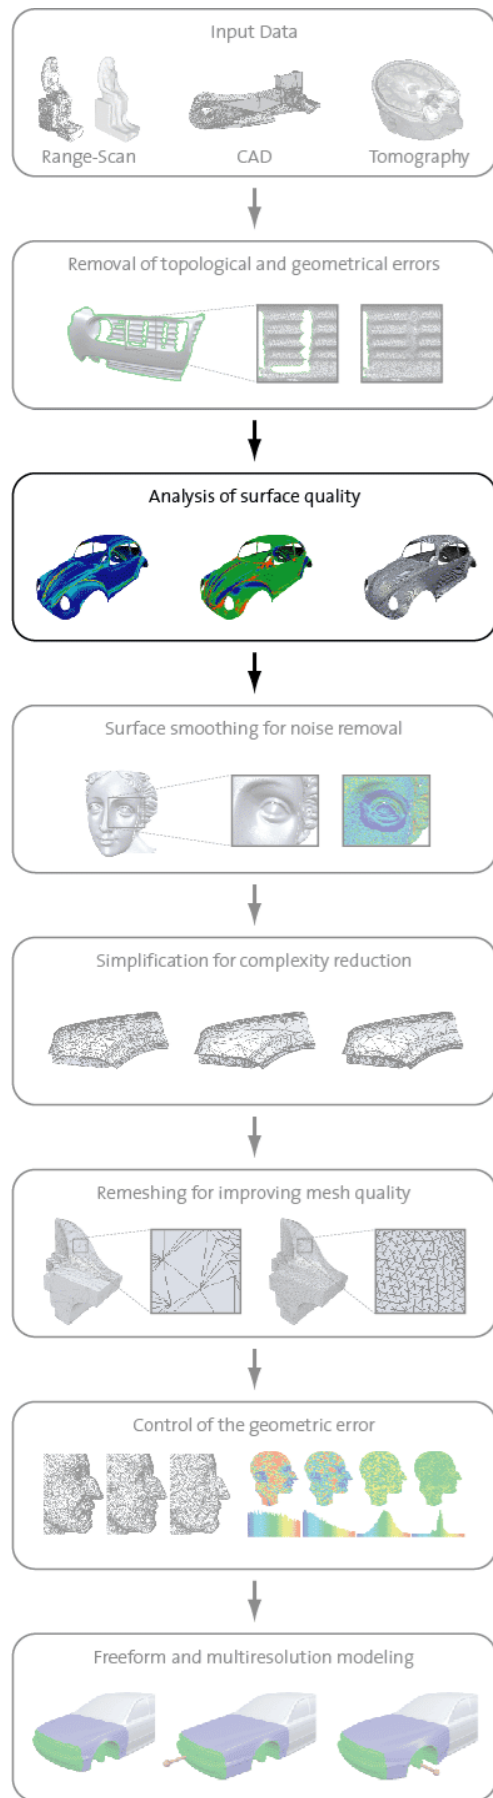 Input Data
Range-Scan CAD Tomography
Removal of topological and geometrical errors
Analysis of surface quality
Surface smoothing for noise removal
Simplification for complexity reduction
Remeshing for improving mesh quality
Control of the geometric error
Freeform and multiresolution modeling